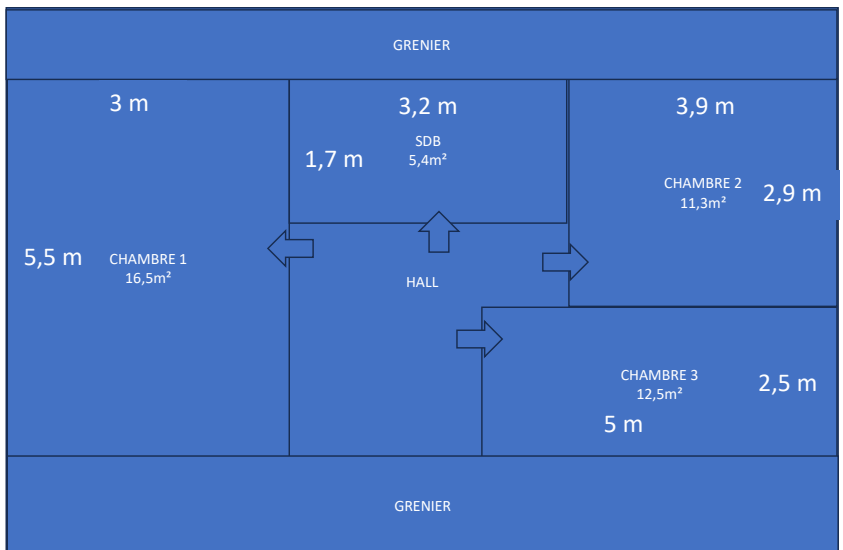 GRENIER
3 m
3,2 m
3,9 m
SDB
5,4m²
1,7 m
CHAMBRE 2
11,3m²
2,9 m
5,5 m
CHAMBRE 1
16,5m²
HALL
CHAMBRE 3
12,5m²
2,5 m
5 m
GRENIER